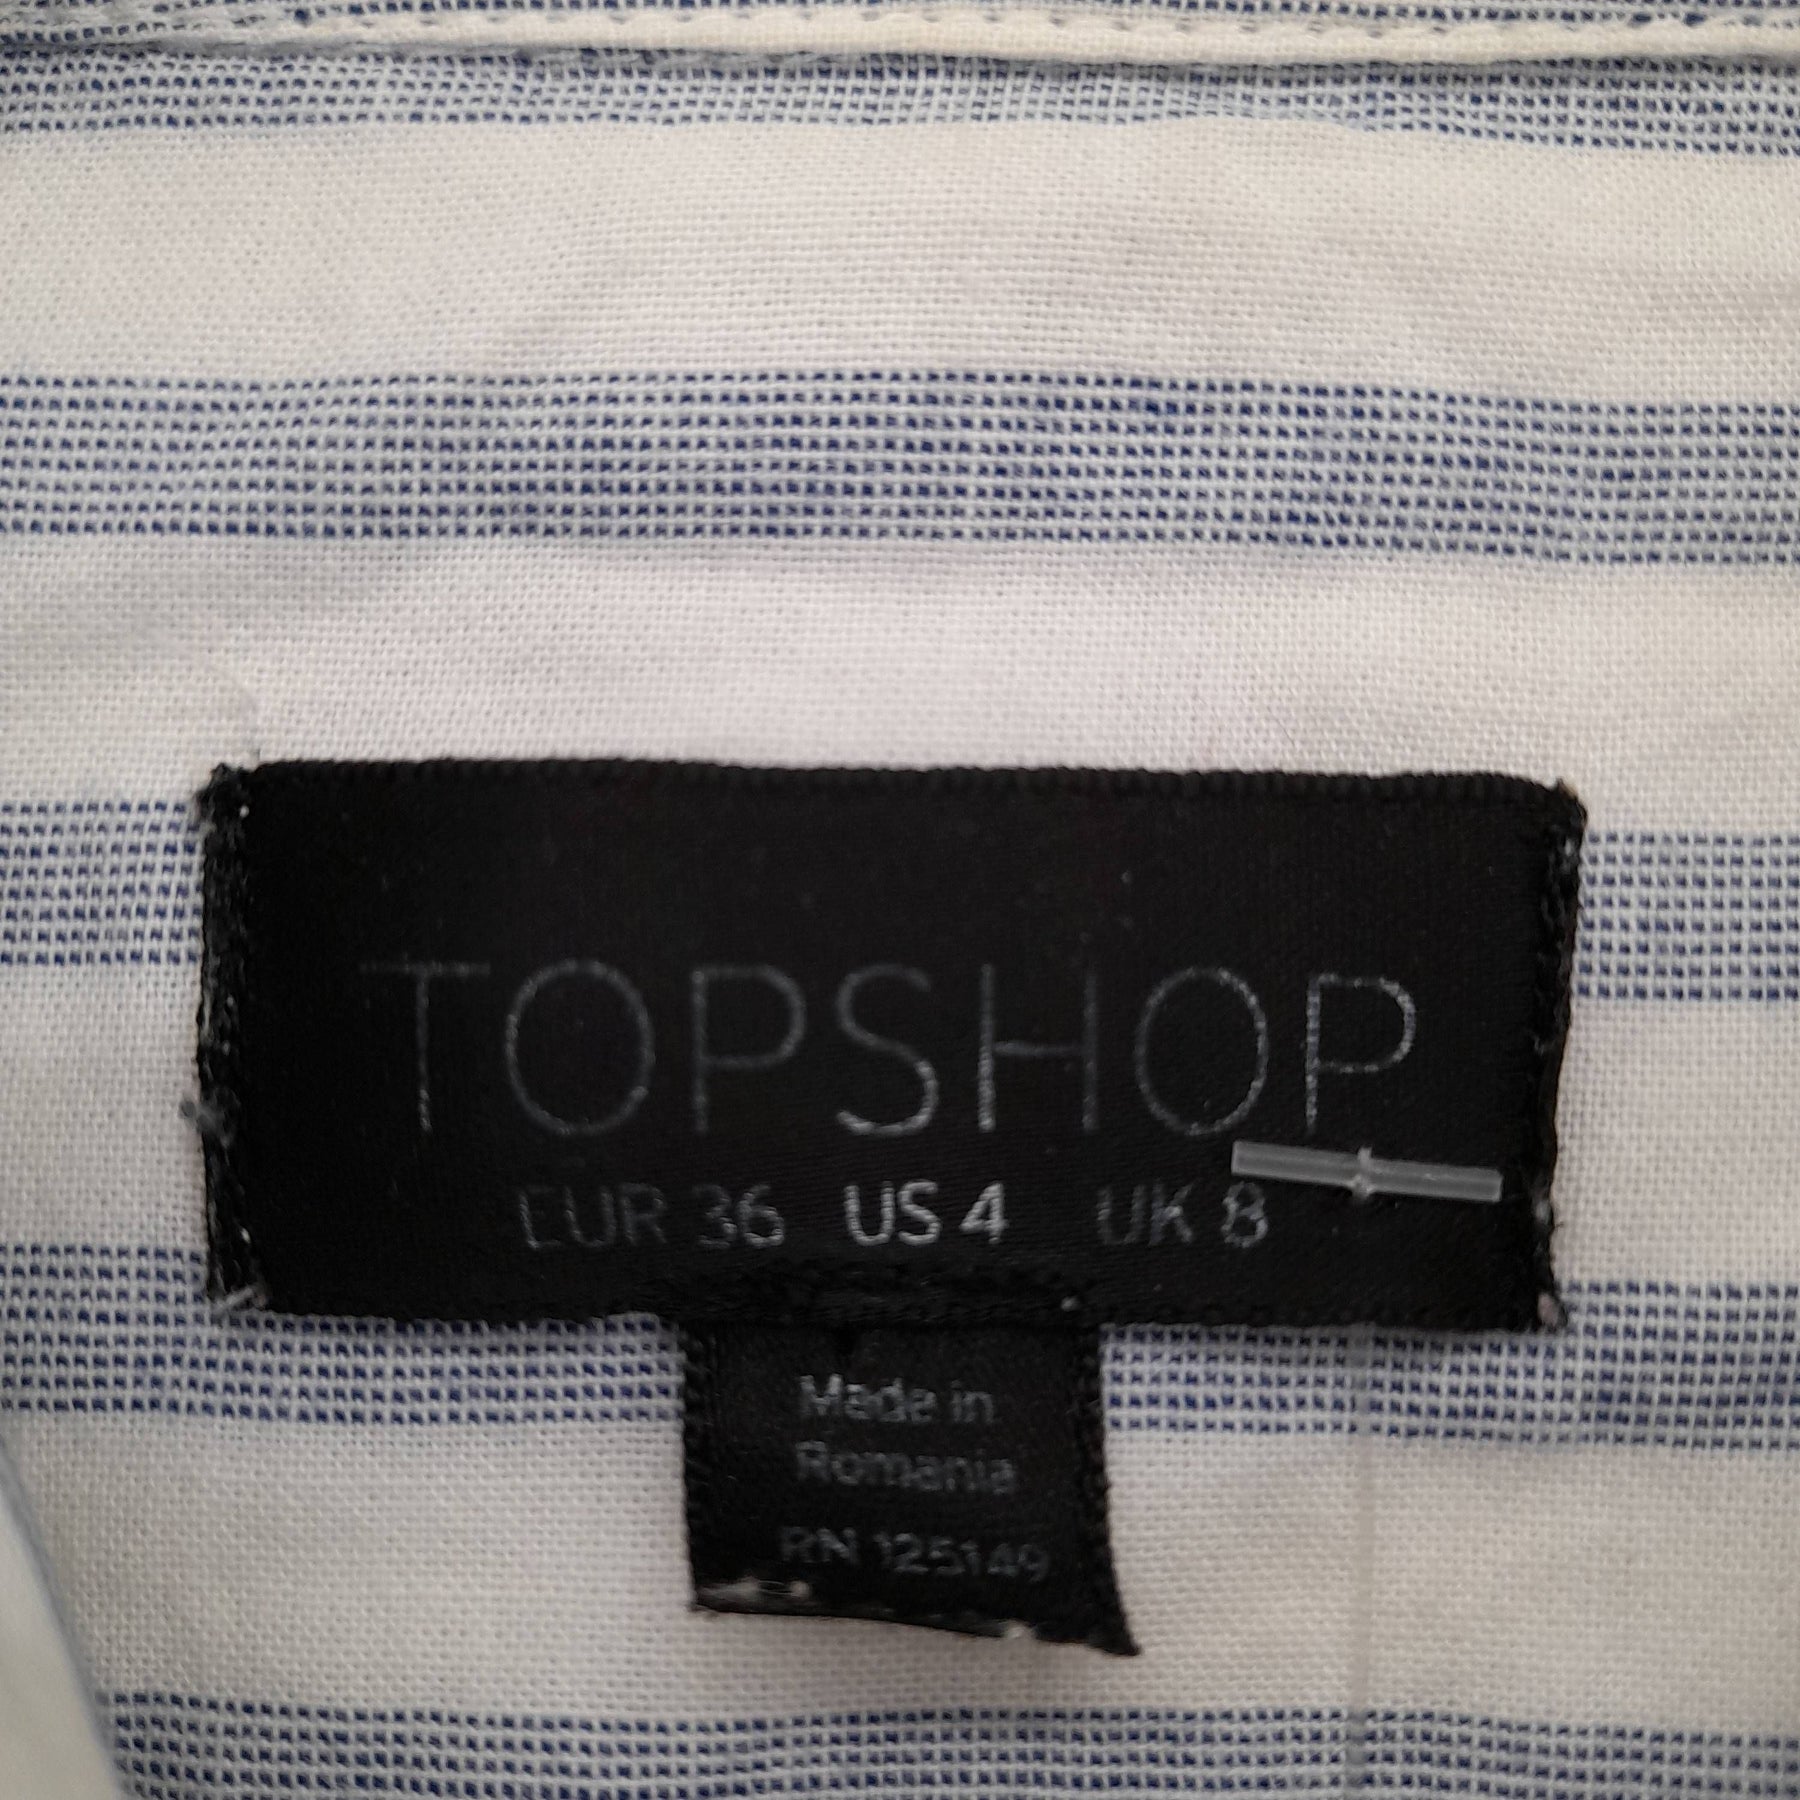 TOPSHOP
EUR 36 US 4 UK 8
Made in
Romania
RN 125149